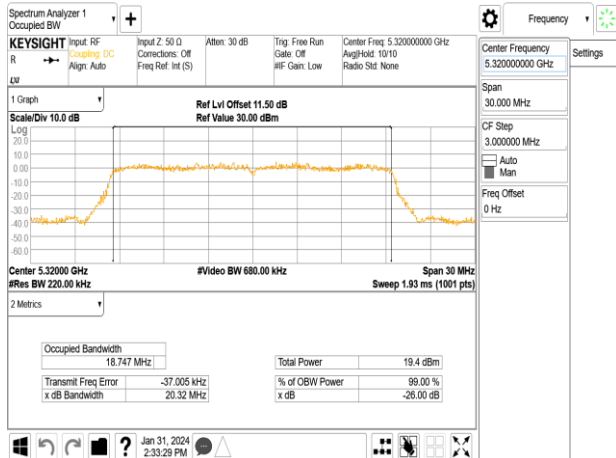 Spectrum Analyzer 1
Occupied BW
Frequency
KEYSIGHT
R
LXI
Input: RF
Coupling: DC
Align: Auto
Input Z: 50 Ω
Corrections: Off
Freq Ref: Int (S)
Atten: 30 dB
Trig: Free Run
Gate: Off
#IF Gain: Low
Center Freq: 5.320000000 GHz
Avg|Hold: 10/10
Radio Std: None
Center Frequency
5.320000000 GHz
Settings
Span
30.000 MHz
CF Step
3.000000 MHz
Auto
Man
Freq Offset
0 Hz
1 Graph
Scale/Div 10.0 dB
Ref Lvl Offset 11.50 dB
Ref Value 30.00 dBm
Log
20.0
10.0
0.00
-10.0
-20.0
-30.0
-40.0
-50.0
-60.0
Center 5.32000 GHz
#Res BW 220.00 kHz
#Video BW 680.00 kHz
Span 30 MHz
Sweep 1.93 ms (1001 pts)
2 Metrics
Occupied Bandwidth
18.747 MHz
Transmit Freq Error -37.005 kHz
x dB Bandwidth 20.32 MHz
Total Power 19.4 dBm
% of OBW Power 99.00 %
x dB -26.00 dB
?
Jan 31, 2024
2:33:29 PM